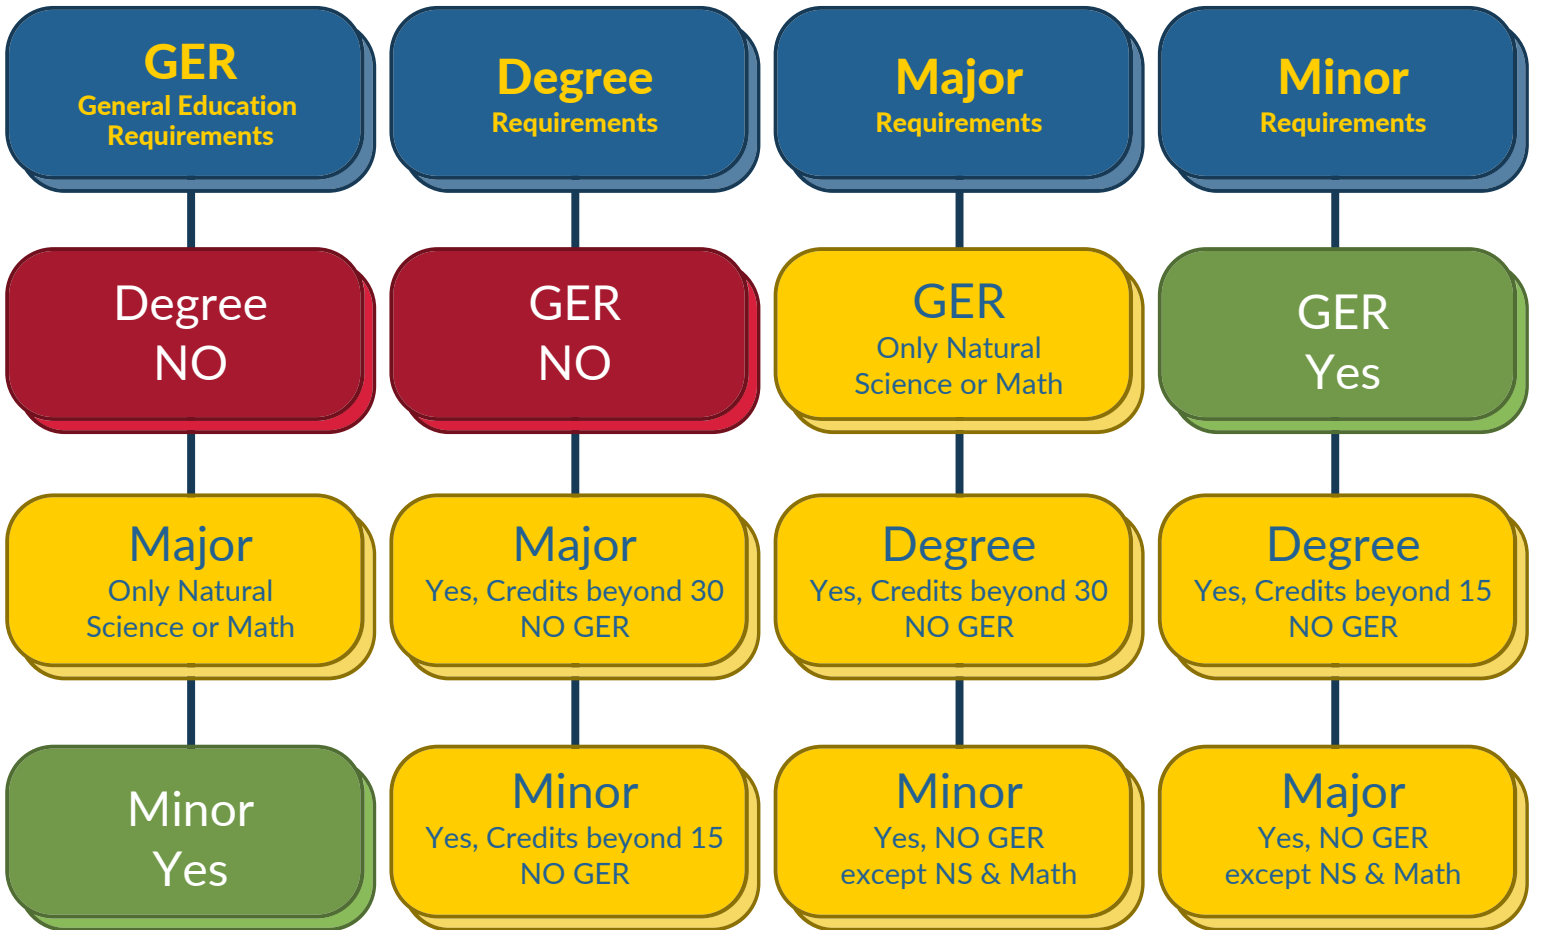 GER
General Education
Requirements
Degree
Requirements
Major
Requirements
Minor
Requirements
Degree
NO
GER
NO
GER
Only Natural
Science or Math
GER
Yes
Major
Only Natural
Science or Math
Major
Yes, Credits beyond 30
NO GER
Degree
Yes, Credits beyond 30
NO GER
Degree
Yes, Credits beyond 15
NO GER
Minor
Yes
Minor
Yes, Credits beyond 15
NO GER
Minor
Yes, NO GER
except NS & Math
Major
Yes, NO GER
except NS & Math